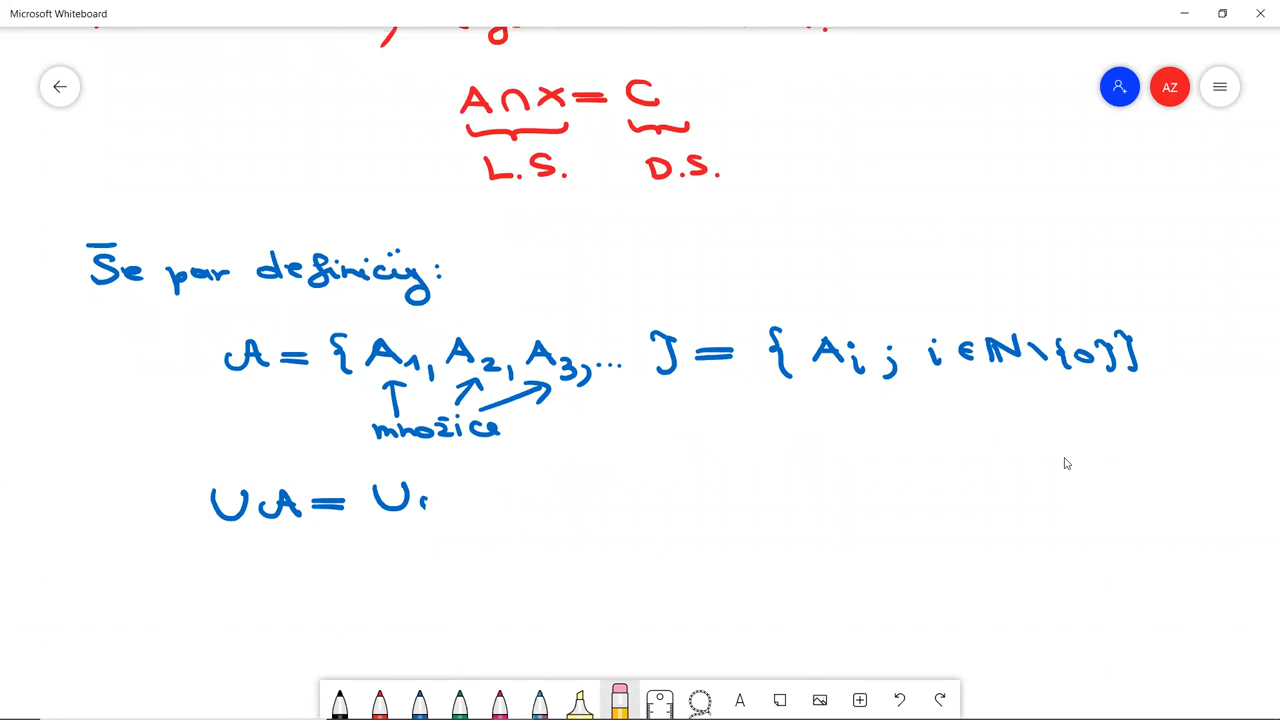 Microsoft Whiteboard
AZ
A∩X = C
L.S. D.S.
Še par definicij:
𝒜 = { A₁, A₂, A₃, ... } = { Aᵢ ; i ∈ ℕ \ {0} }
množice
∪𝒜 = ∪
A